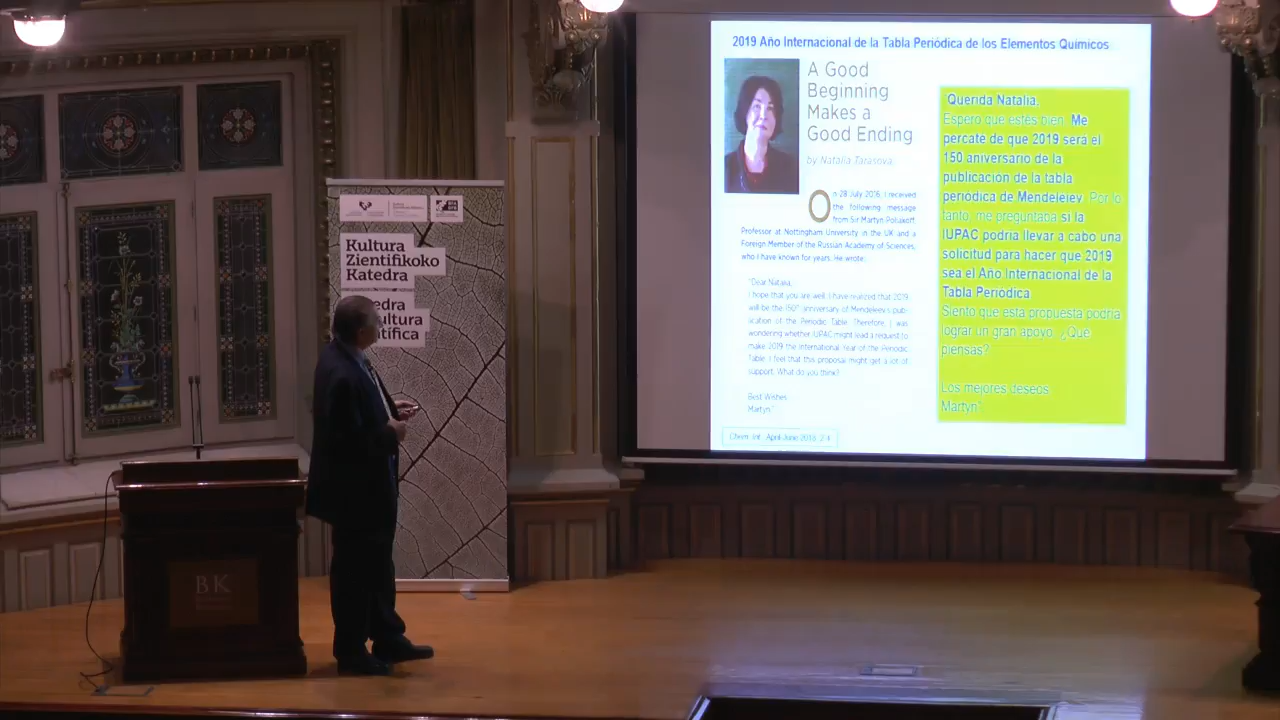 2019 Año Internacional de la Tabla Periódica de los Elementos Químicos
A Good
Beginning
Makes a
Good Ending
by Natalia Tarasova
On 28 July 2016, I received
the following message
from Sir Martyn Poliakoff,
Professor at Nottingham University in the UK and a
Foreign Member of the Russian Academy of Sciences,
who I have known for years. He wrote:
"Dear Natalia,
I hope that you are well. I have realized that 2019
will be the 150th anniversary of Mendeleev's pub-
lication of the Periodic Table. Therefore, I was
wondering whether IUPAC might lead a request to
make 2019 the International Year of the Periodic
Table. I feel that this proposal might get a lot of
support. What do you think?
Best Wishes
Martyn."
Chem. Int. April-June 2018, 2-4
Querida Natalia,
Espero que estés bien. Me
percaté de que 2019 será el
150 aniversario de la
publicación de la tabla
periódica de Mendeleiev. Por lo
tanto, me preguntaba si la
IUPAC podría llevar a cabo una
solicitud para hacer que 2019
sea el Año Internacional de la
Tabla Periódica.
Siento que esta propuesta podría
lograr un gran apoyo. ¿Qué
piensas?
Los mejores deseos
Martyn"
Kultura
Zientifikoko
Katedra
BK